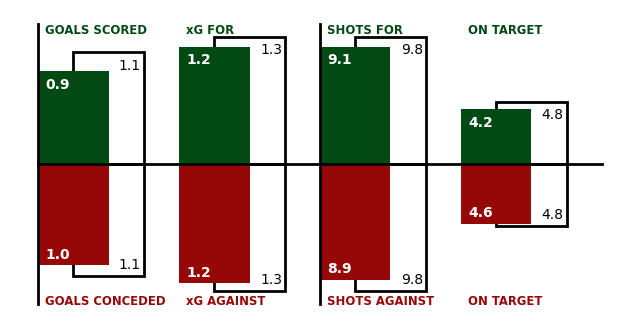 GOALS SCORED xG FOR SHOTS FOR ON TARGET
1.1 1.3 9.8
0.9 1.2 9.1
4.2 4.8
1.0 1.2 8.9 4.6
1.1 1.3 9.8 4.8
GOALS CONCEDED xG AGAINST SHOTS AGAINST ON TARGET